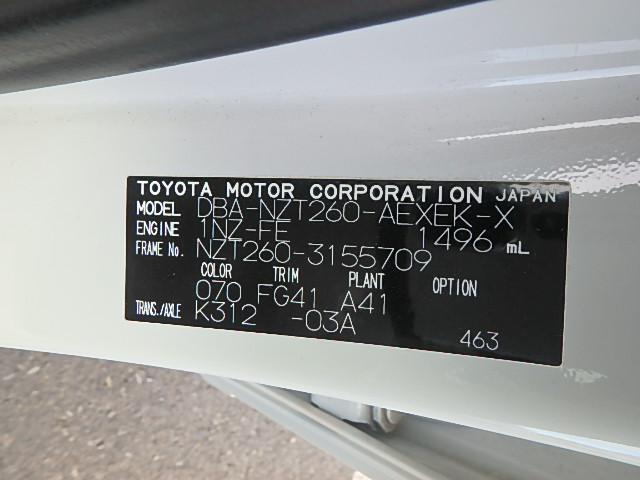 TOYOTA MOTOR CORPORATION JAPAN
MODEL DBA-NZT260-AEXEK-X
ENGINE 1NZ-FE 1496 mL
FRAME No. NZT260-3155709
COLOR TRIM PLANT OPTION
070 FG41 A41
TRANS./AXLE K312 -03A
463